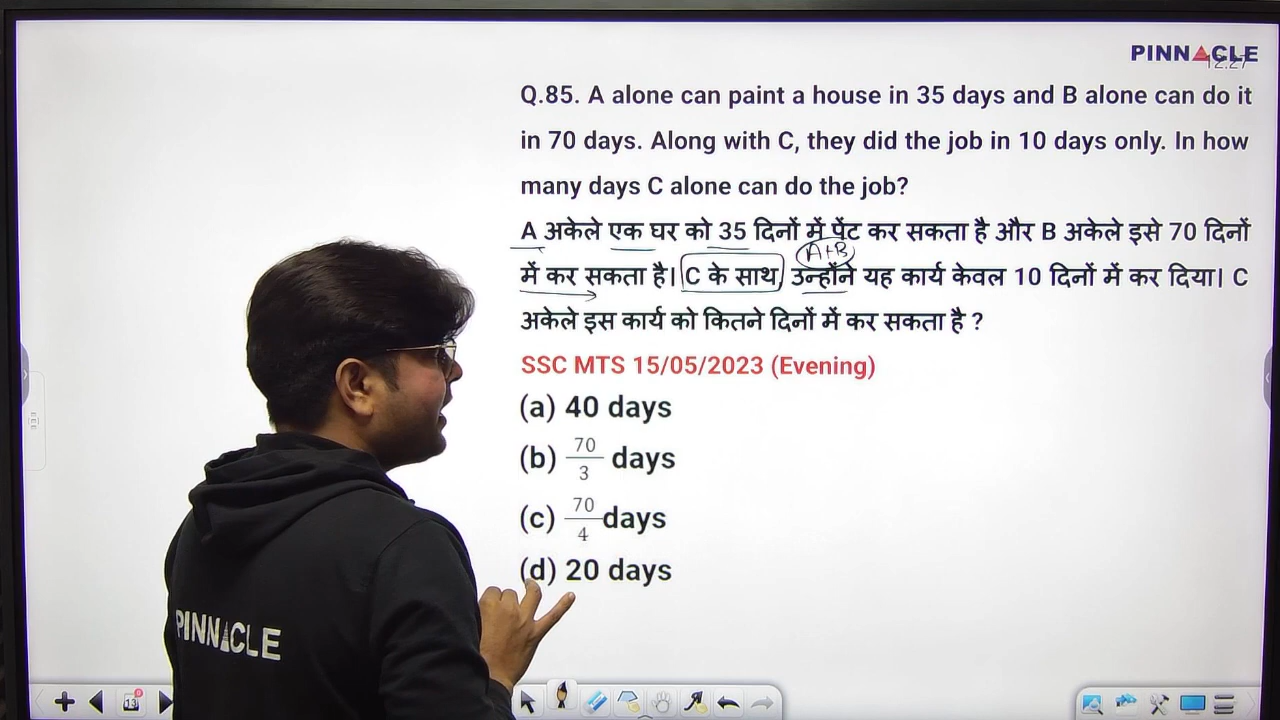 PINNACLE
12:27
Q.85. A alone can paint a house in 35 days and B alone can do it
in 70 days. Along with C, they did the job in 10 days only. In how
many days C alone can do the job?
A अकेले एक घर को 35 दिनों में पेंट कर सकता है और B अकेले इसे 70 दिनों
A+B
में कर सकता है। C के साथ, उन्होंने यह कार्य केवल 10 दिनों में कर दिया। C
अकेले इस कार्य को कितने दिनों में कर सकता है ?
SSC MTS 15/05/2023 (Evening)
(a) 40 days
(b) 70/3 days
(c) 70/4 days
(d) 20 days
PINNACLE
13